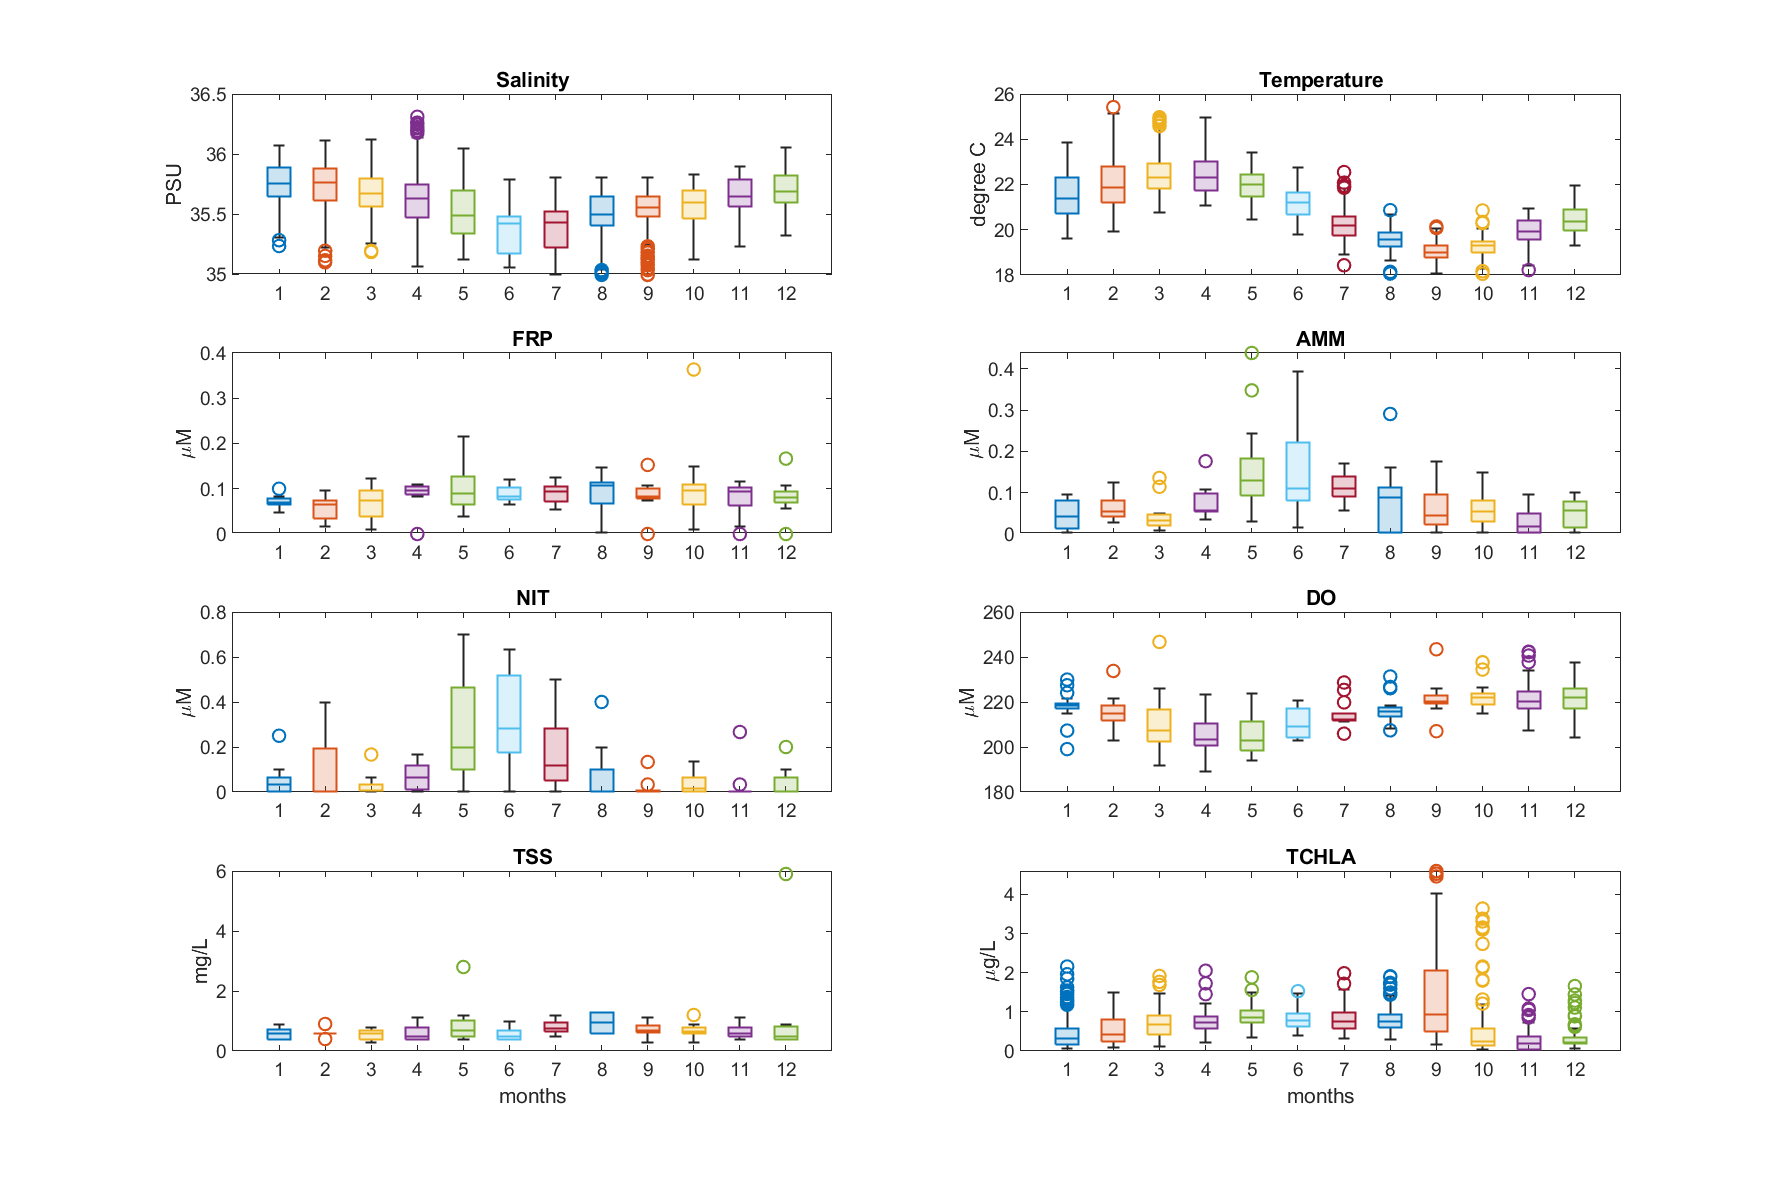 Salinity
36.5
36
35.5
35
PSU
1 2 3 4 5 6 7 8 9 10 11 12
Temperature
26
24
22
20
18
degree C
1 2 3 4 5 6 7 8 9 10 11 12
FRP
0.4
0.3
0.2
0.1
0
μM
1 2 3 4 5 6 7 8 9 10 11 12
AMM
0.4
0.3
0.2
0.1
0
μM
1 2 3 4 5 6 7 8 9 10 11 12
NIT
0.8
0.6
0.4
0.2
0
μM
1 2 3 4 5 6 7 8 9 10 11 12
DO
260
240
220
200
180
μM
1 2 3 4 5 6 7 8 9 10 11 12
TSS
6
4
2
0
mg/L
1 2 3 4 5 6 7 8 9 10 11 12
months
TCHLA
4
3
2
1
0
μg/L
1 2 3 4 5 6 7 8 9 10 11 12
months